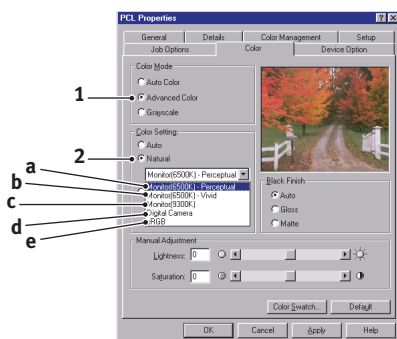 PCL Properties
General Details Color Management Setup
Job Options Color Device Option
Color Mode
Auto Color
1 Advanced Color
Grayscale
Color Setting:
Auto
2 Natural
Monitor(6500K) - Perceptual
a Monitor(6500K) - Perceptual
b Monitor(6500K) - Vivid
c Monitor(9300K)
d Digital Camera
e sRGB
Black Finish
Auto
Gloss
Matte
Manual Adjustment
Lightness: 0
Saturation: 0
Color Swatch... Default
OK Cancel Apply Help